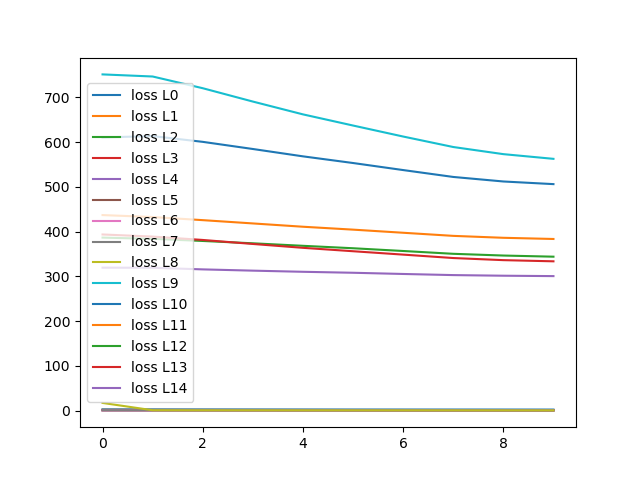 700
600
500
400
300
200
100
0
loss L0
loss L1
loss L2
loss L3
loss L4
loss L5
loss L6
loss L7
loss L8
loss L9
loss L10
loss L11
loss L12
loss L13
loss L14
0 2 4 6 8